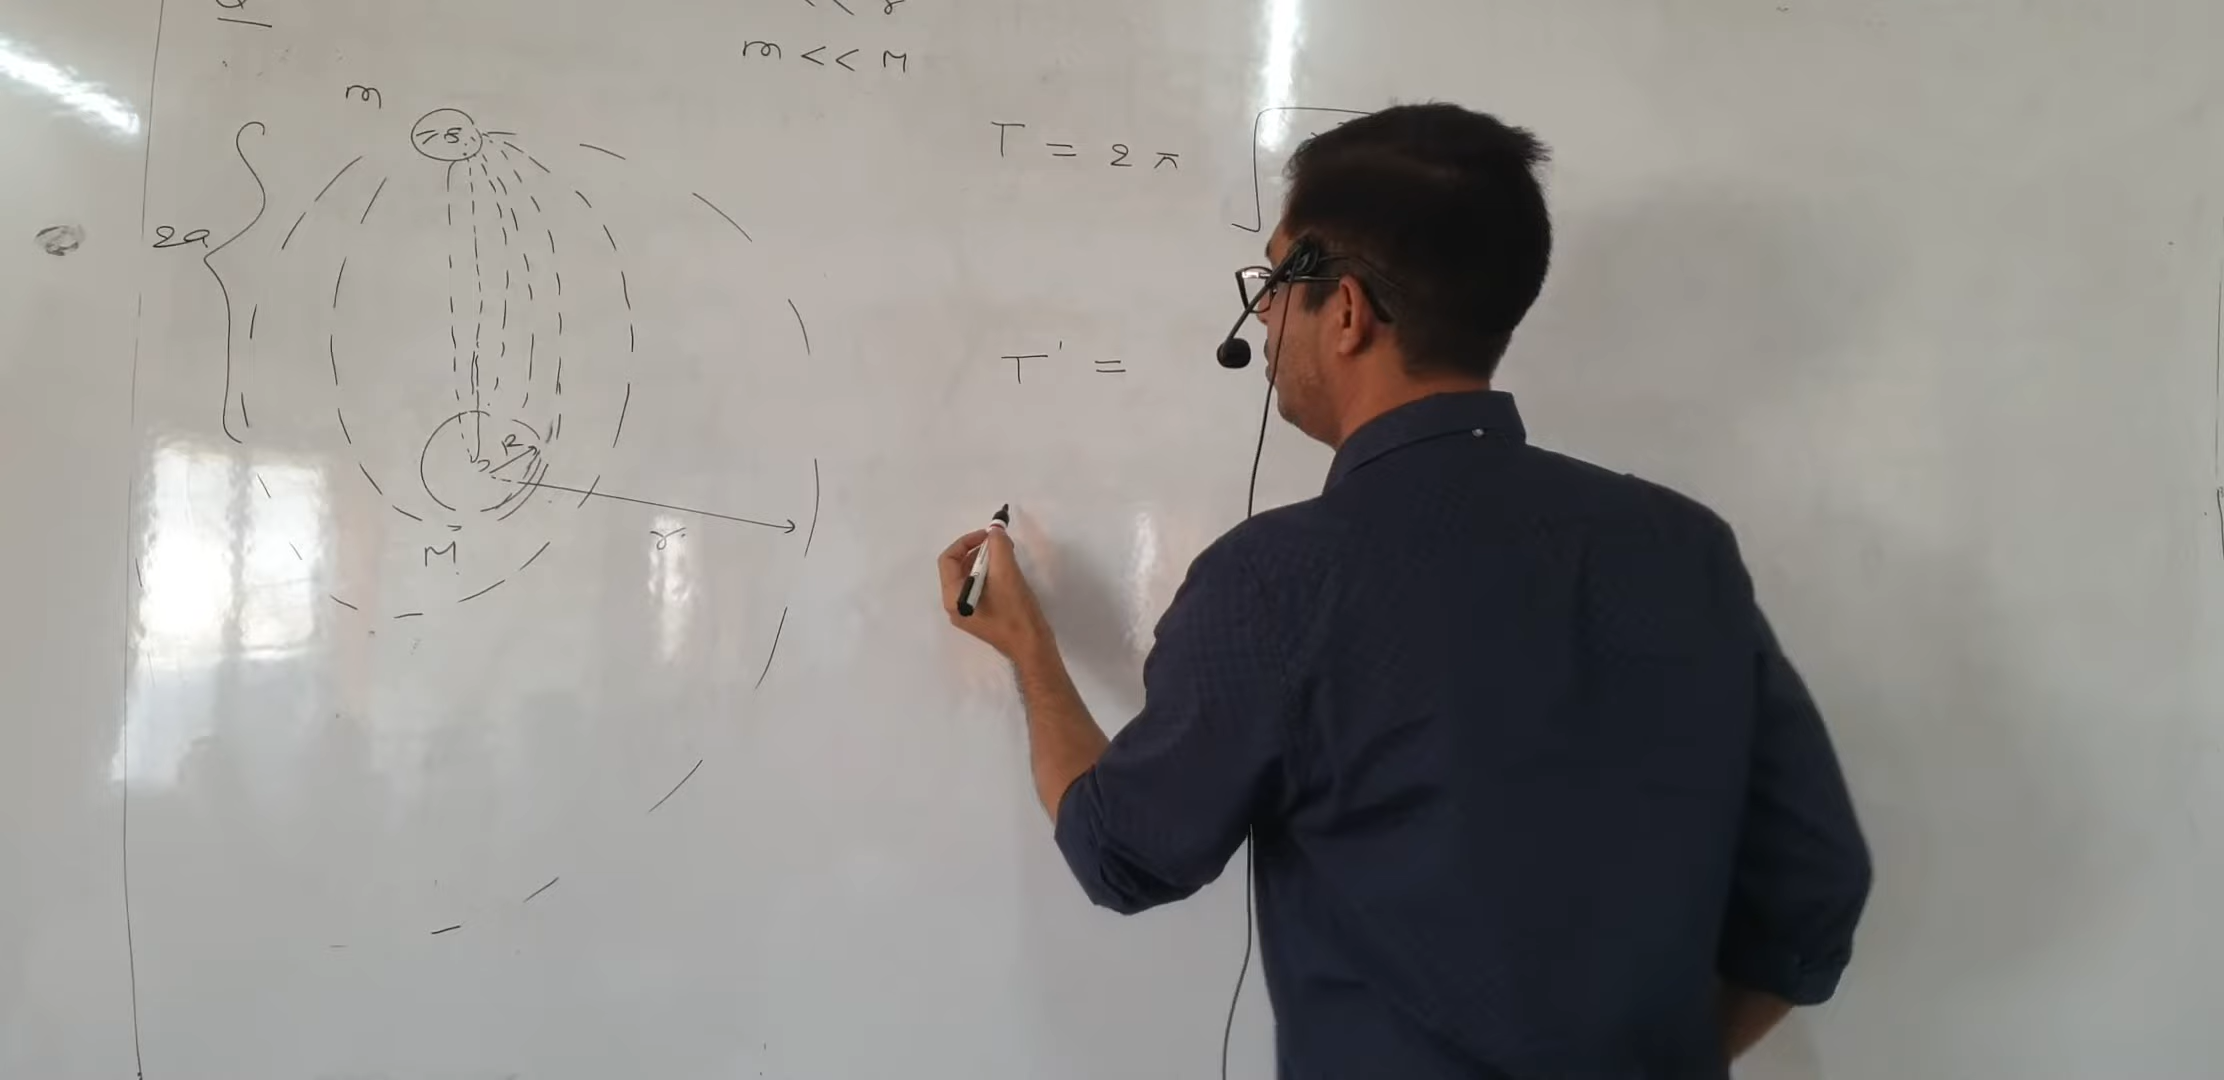 m << M
m
T = 2π √
2a
T' =
R
r
M